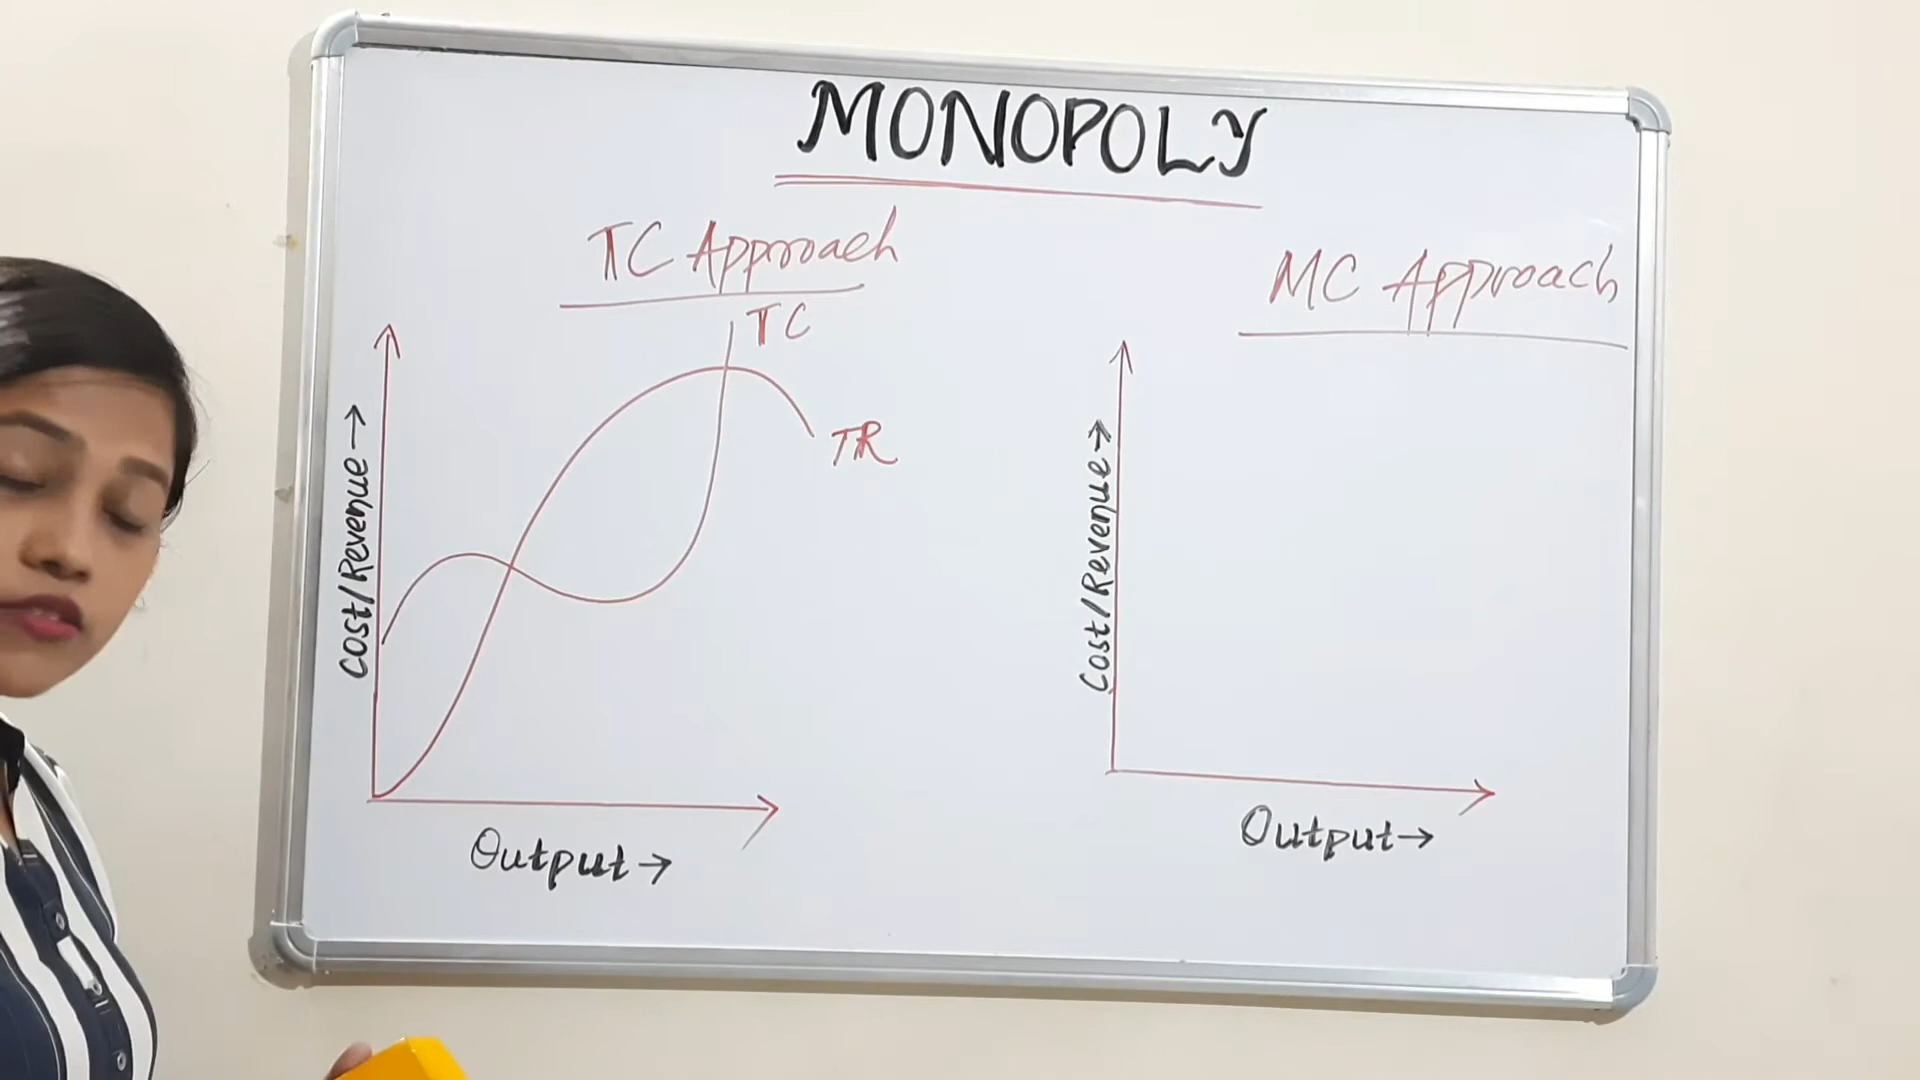 MONOPOLY
TC Approach
TC
TR
Cost/Revenue →
Output →
MC Approach
Cost/Revenue →
Output →